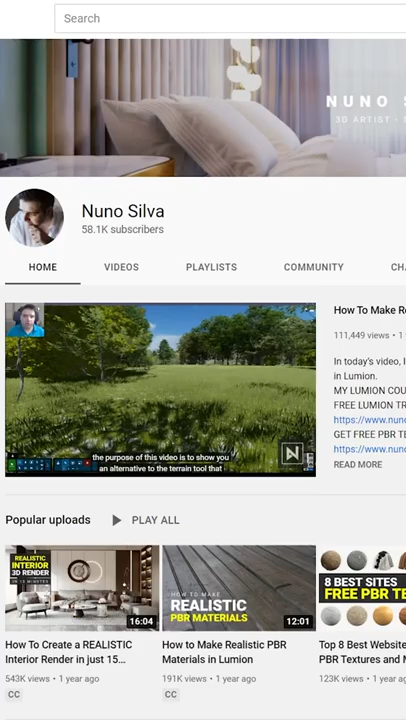 Search
NUNO S
3D ARTIST ·
Nuno Silva
58.1K subscribers
HOME VIDEOS PLAYLISTS COMMUNITY CHA
How To Make Re
111,449 views • 1
In today's video, I
in Lumion.
MY LUMION COU
FREE LUMION TR
https://www.nuno
GET FREE PBR TE
https://www.nuno
READ MORE
the purpose of this video is to show you
an alternative to the terrain tool that
Popular uploads PLAY ALL
REALISTIC
INTERIOR
3D RENDER
IN 15 MINUTES
16:04
HOW TO MAKE
REALISTIC
PBR MATERIALS
12:01
8 BEST SITES
FREE PBR TE
How To Create a REALISTIC
Interior Render in just 15...
543K views • 1 year ago
CC
How to Make Realistic PBR
Materials in Lumion
191K views • 1 year ago
CC
Top 8 Best Website
PBR Textures and M
123K views • 1 year